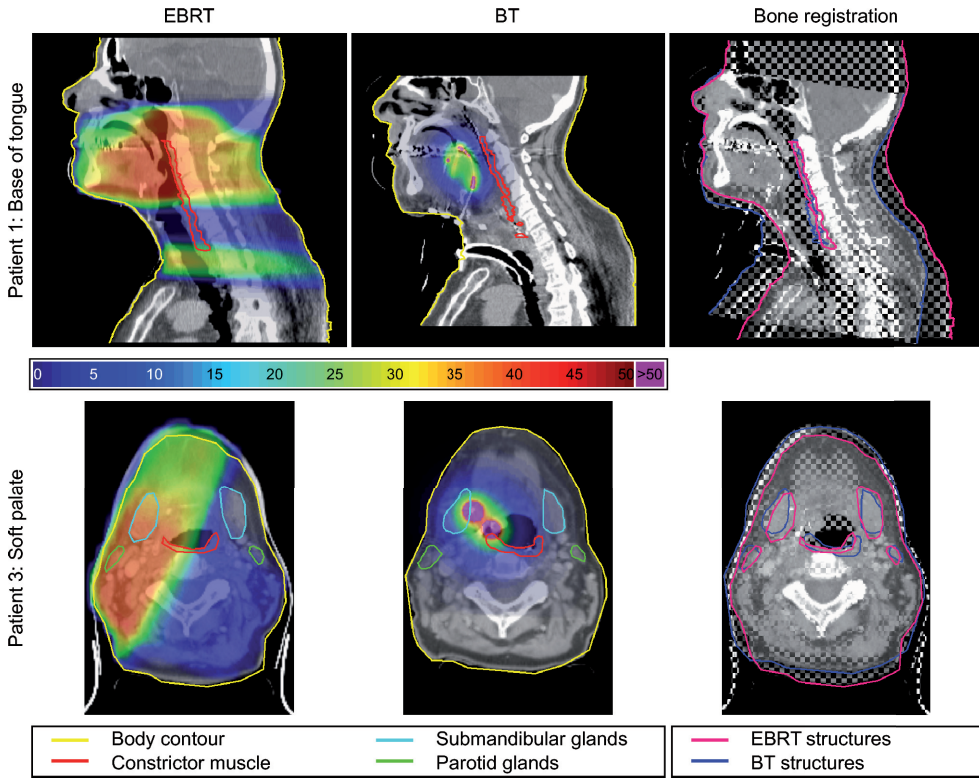 EBRT BT Bone registration
Patient 1: Base of tongue
0 5 10 15 20 25 30 35 40 45 50 >50
Patient 3: Soft palate
Body contour Submandibular glands EBRT structures
Constrictor muscle Parotid glands BT structures